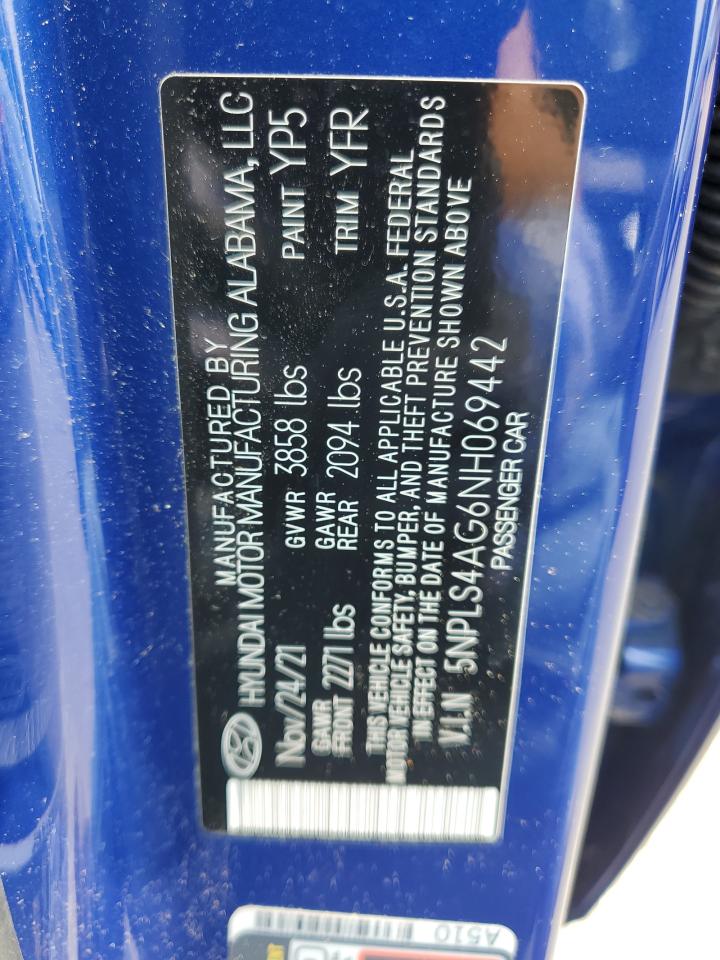 MANUFACTURED BY
HYUNDAI MOTOR MANUFACTURING ALABAMA, LLC
Nov/24/21 GVWR 3858 lbs PAINT YP5
GAWR FRONT 2271 lbs GAWR REAR 2094 lbs TRIM YFR
THIS VEHICLE CONFORMS TO ALL APPLICABLE U.S.A. FEDERAL
MOTOR VEHICLE SAFETY, BUMPER, AND THEFT PREVENTION STANDARDS
IN EFFECT ON THE DATE OF MANUFACTURE SHOWN ABOVE
V.I.N 5NPLS4AG6NH069442
PASSENGER CAR
A510